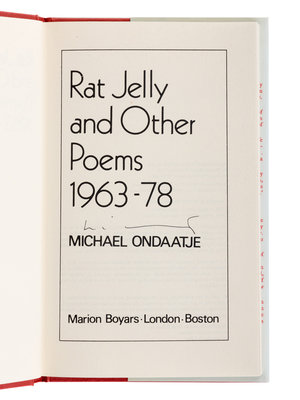 Rat Jelly
and Other
Poems
1963-78
MICHAEL ONDAATJE
Marion Boyars·London·Boston